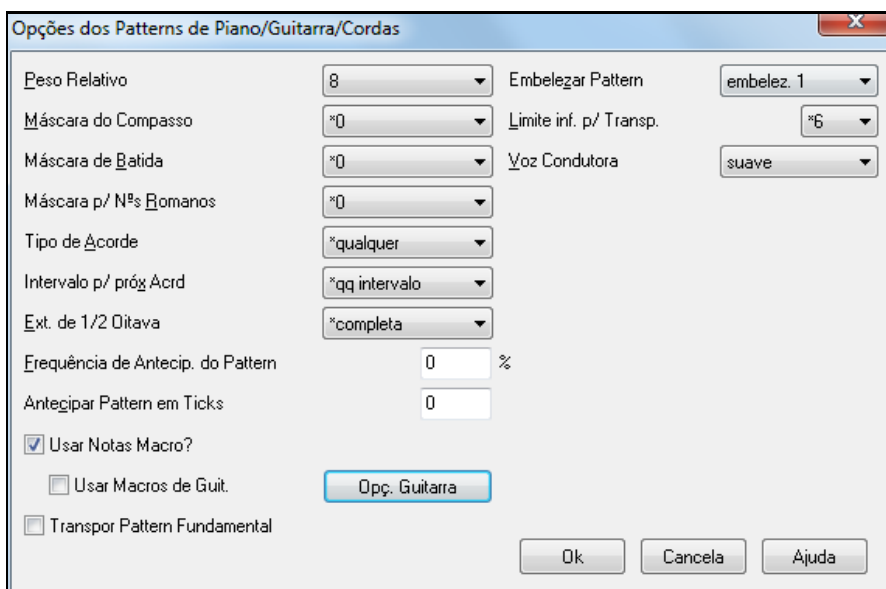 Opções dos Patterns de Piano/Guitarra/Cordas
Peso Relativo 8 Embelezar Pattern embelez. 1
Máscara do Compasso *0 Limite inf. p/ Transp. *6
Máscara de Batida *0 Voz Condutora suave
Máscara p/ Nºs Romanos *0
Tipo de Acorde *qualquer
Intervalo p/ próx Acrd *qq intervalo
Ext. de 1/2 Oitava *completa
Frequência de Antecip. do Pattern 0 %
Antecipar Pattern em Ticks 0
Usar Notas Macro?
Usar Macros de Guit. Opç. Guitarra
Transpor Pattern Fundamental
Ok Cancela Ajuda